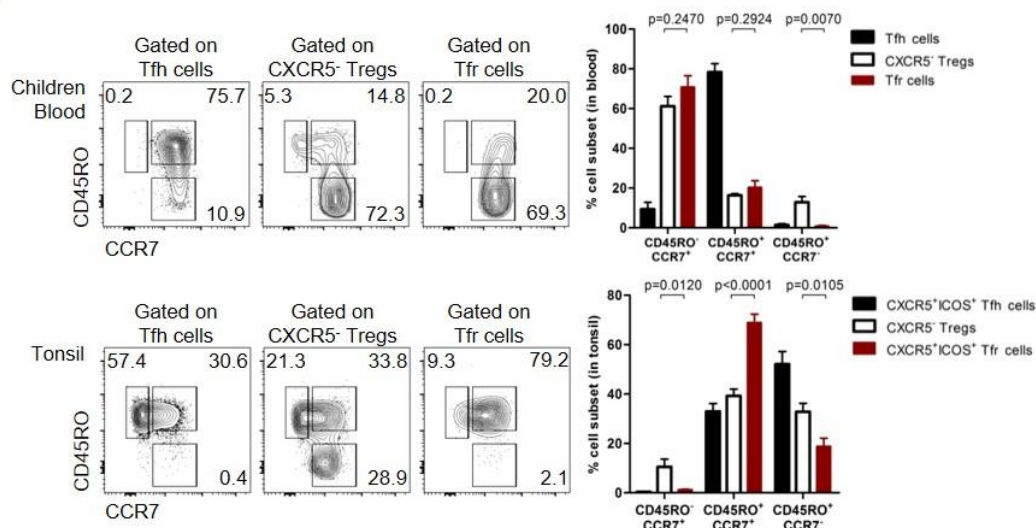 Gated on
Tfh cells
Gated on
CXCR5⁻ Tregs
Gated on
Tfr cells
Children
Blood
0.2 75.7
10.9
5.3 14.8
72.3
0.2 20.0
69.3
CD45RO
CCR7
p=0.2470 p=0.2924 p=0.0070
% cell subset (in blood)
100
80
60
40
20
0
CD45RO⁻
CCR7⁺
CD45RO⁺
CCR7⁺
CD45RO⁺
CCR7⁻
Tfh cells
CXCR5⁻ Tregs
Tfr cells
Gated on
Tfh cells
Gated on
CXCR5⁻ Tregs
Gated on
Tfr cells
Tonsil
57.4 30.6
0.4
21.3 33.8
28.9
9.3 79.2
2.1
CD45RO
CCR7
p=0.0120 p<0.0001 p=0.0105
% cell subset (in tonsil)
80
60
40
20
0
CD45RO⁻
CCR7⁺
CD45RO⁺
CCR7⁺
CD45RO⁺
CCR7⁻
CXCR5⁺ICOS⁺ Tfh cells
CXCR5⁻ Tregs
CXCR5⁺ICOS⁺ Tfr cells